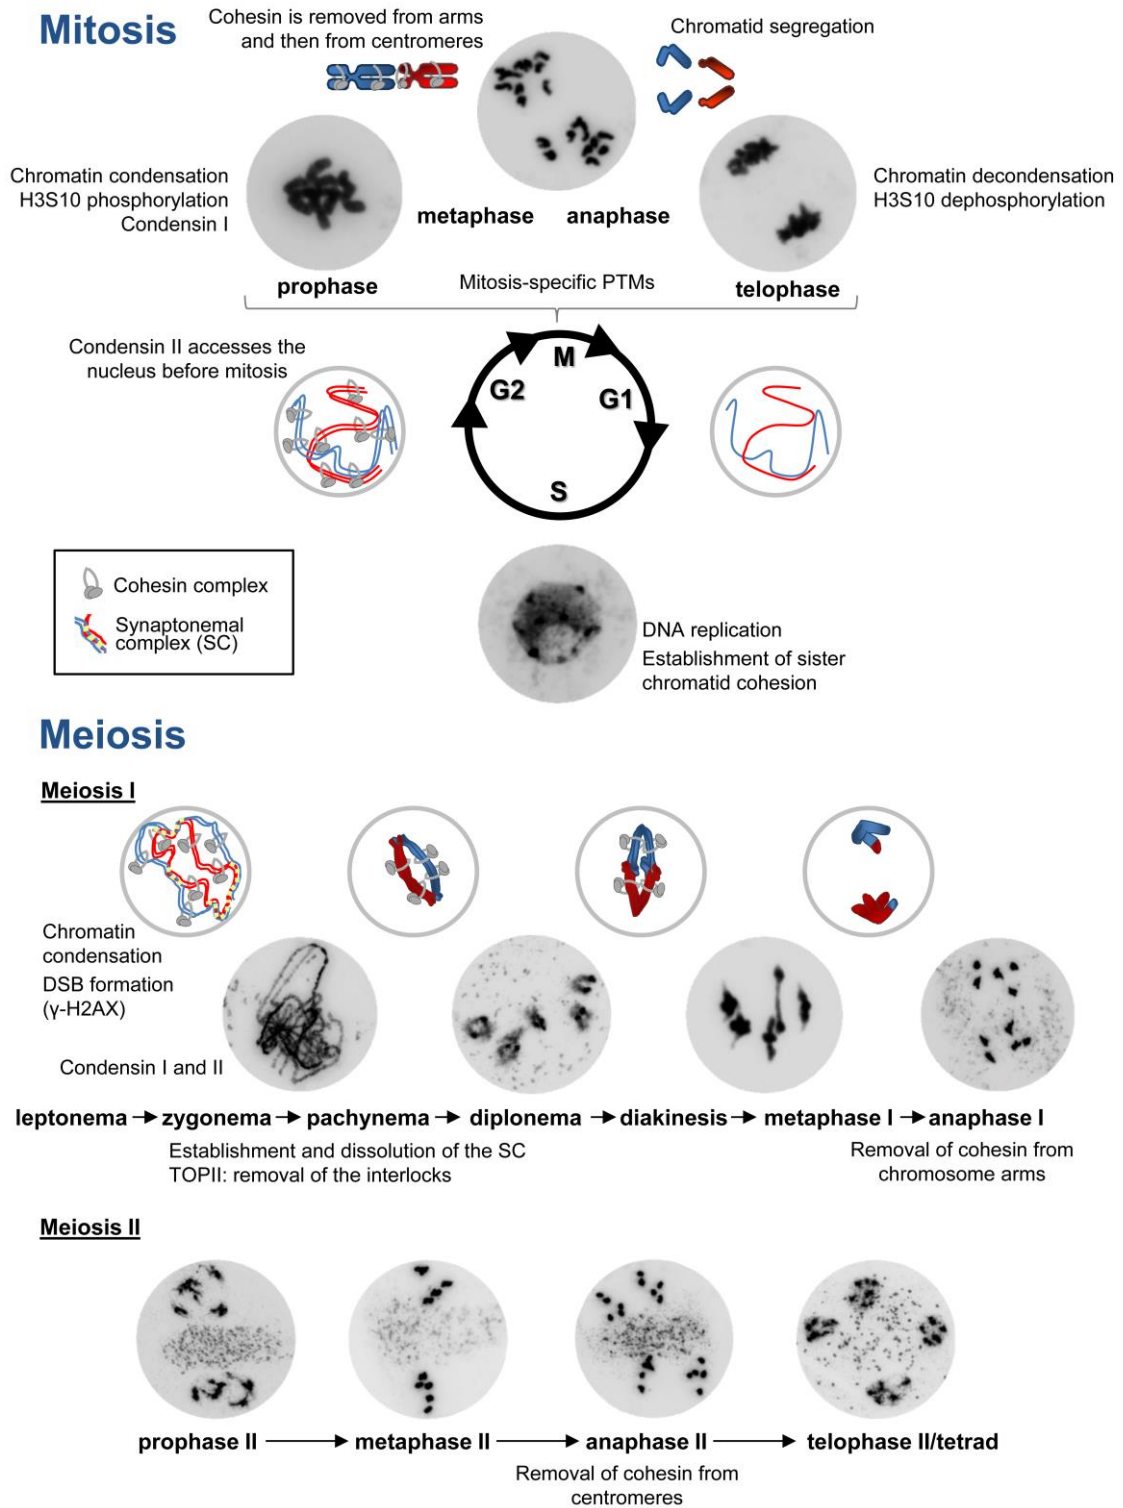 Mitosis
Cohesin is removed from arms
and then from centromeres
Chromatid segregation
Chromatin condensation
H3S10 phosphorylation
Condensin I
metaphase
anaphase
Chromatin decondensation
H3S10 dephosphorylation
prophase
Mitosis-specific PTMs
telophase
Condensin II accesses the
nucleus before mitosis
M
G2
G1
S
Cohesin complex
Synaptonemal
complex (SC)
DNA replication
Establishment of sister
chromatid cohesion
Meiosis
Meiosis I
Chromatin
condensation
DSB formation
(γ-H2AX)
Condensin I and II
leptonema → zygonema → pachynema → diplonema → diakinesis → metaphase I → anaphase I
Establishment and dissolution of the SC
TOPII: removal of the interlocks
Removal of cohesin from
chromosome arms
Meiosis II
prophase II → metaphase II → anaphase II → telophase II/tetrad
Removal of cohesin from
centromeres